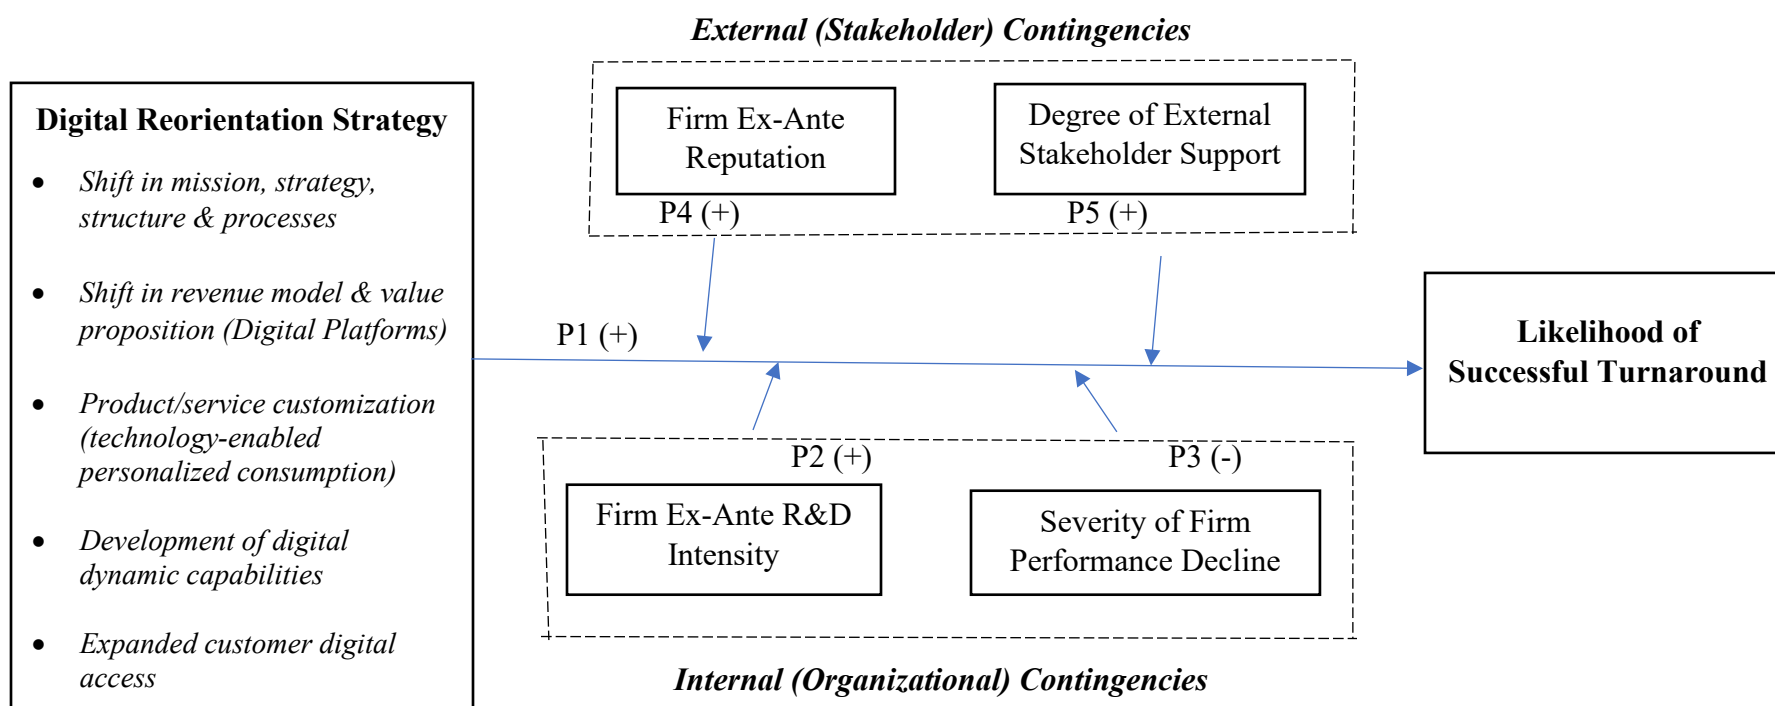 External (Stakeholder) Contingencies
Digital Reorientation Strategy
• Shift in mission, strategy,
structure & processes
• Shift in revenue model & value
proposition (Digital Platforms)
• Product/service customization
(technology-enabled
personalized consumption)
• Development of digital
dynamic capabilities
• Expanded customer digital
access
Firm Ex-Ante
Reputation
P4 (+)
Degree of External
Stakeholder Support
P5 (+)
P1 (+)
Likelihood of
Successful Turnaround
P2 (+)
Firm Ex-Ante R&D
Intensity
P3 (-)
Severity of Firm
Performance Decline
Internal (Organizational) Contingencies